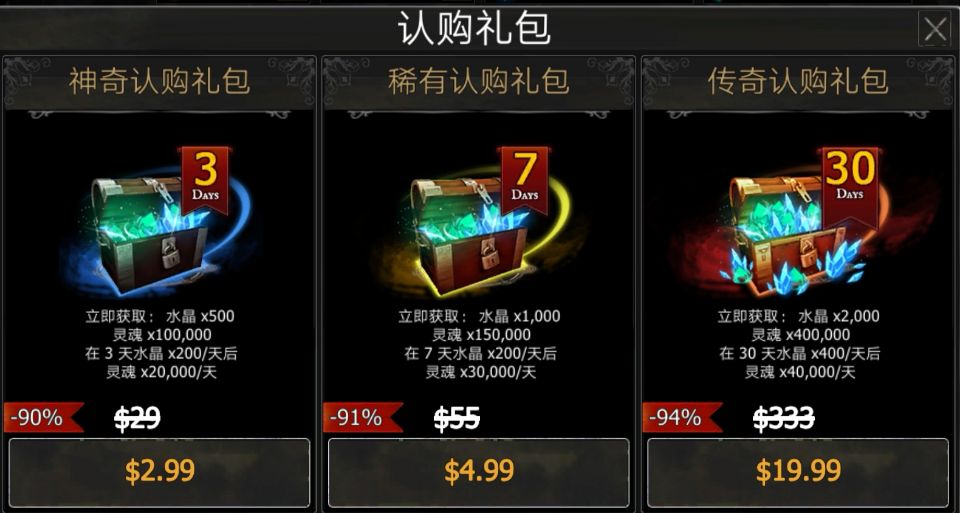 认购礼包
神奇认购礼包
3
DAYS
立即获取： 水晶 x500
灵魂 x100,000
在 3 天水晶 x200/天后
灵魂 x20,000/天
-90%
$29
$2.99
稀有认购礼包
7
DAYS
立即获取： 水晶 x1,000
灵魂 x150,000
在 7 天水晶 x200/天后
灵魂 x30,000/天
-91%
$55
$4.99
传奇认购礼包
30
DAYS
立即获取： 水晶 x2,000
灵魂 x400,000
在 30 天水晶 x400/天后
灵魂 x40,000/天
-94%
$333
$19.99